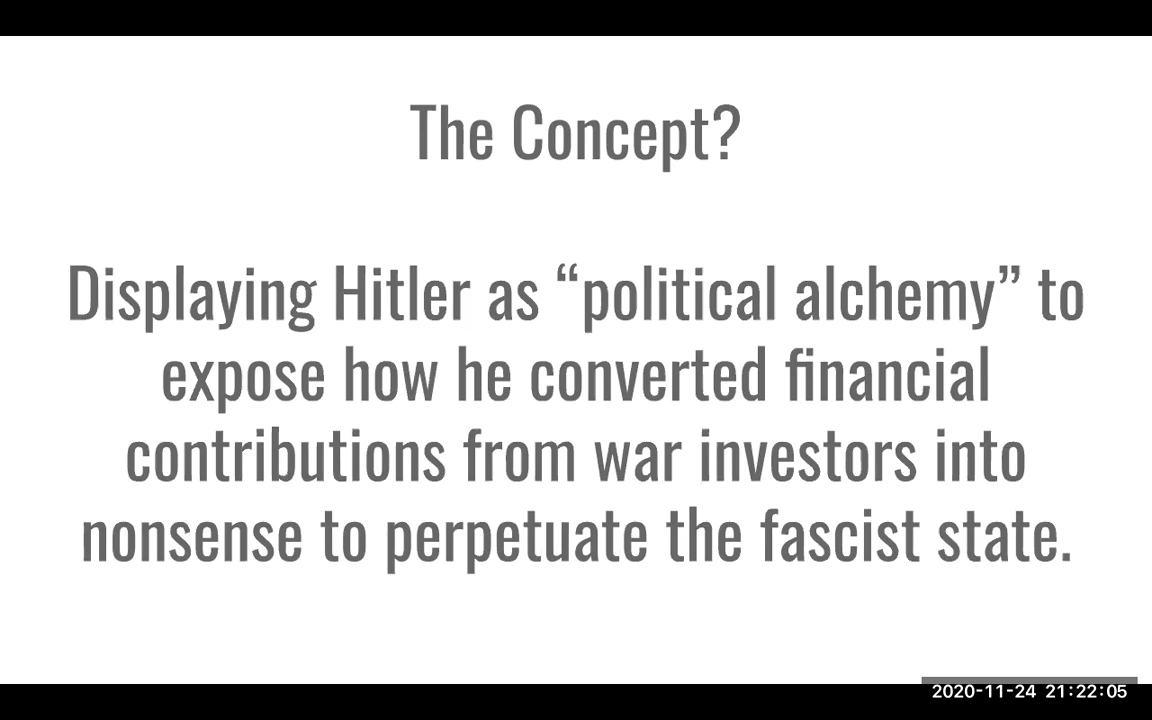 The Concept?
Displaying Hitler as “political alchemy” to
expose how he converted financial
contributions from war investors into
nonsense to perpetuate the fascist state.
2020-11-24 21:22:05